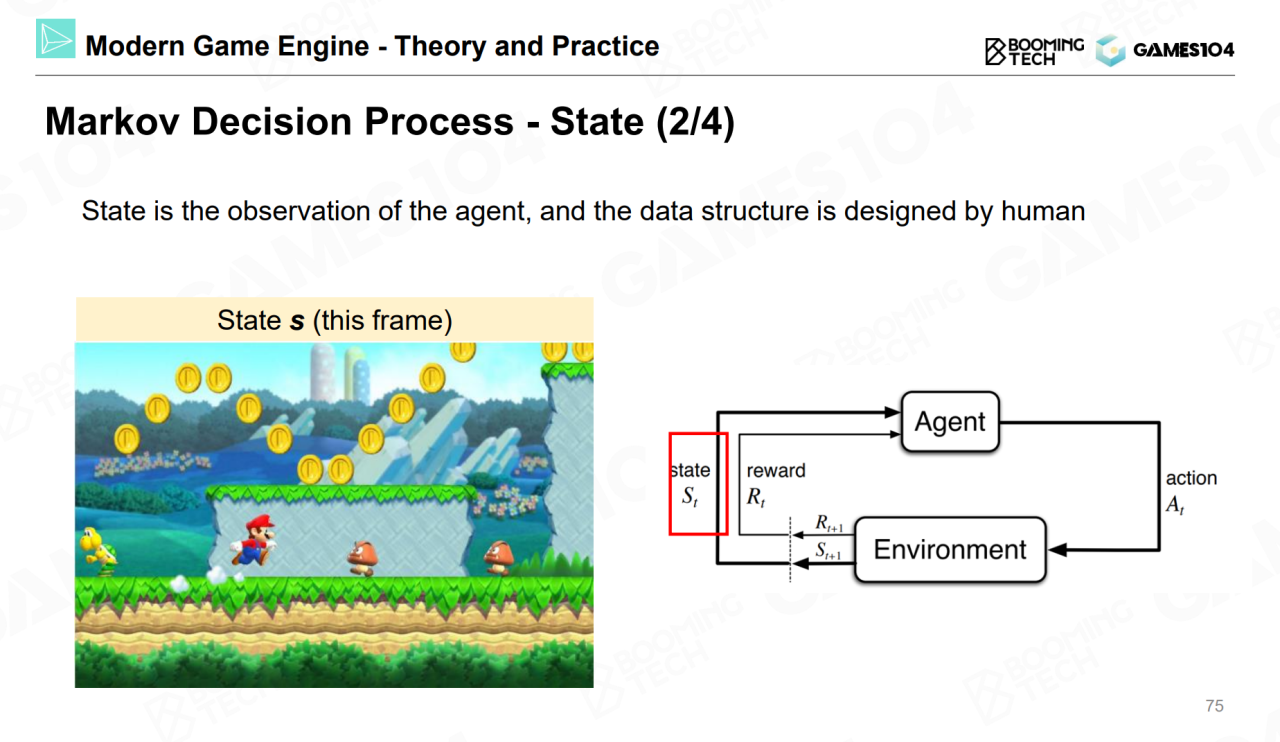 Modern Game Engine - Theory and Practice
BOOMING
TECH
GAMES104
Markov Decision Process - State (2/4)
State is the observation of the agent, and the data structure is designed by human
State s (this frame)
Agent
state
S_t
reward
R_t
action
A_t
R_{t+1}
S_{t+1}
Environment
75